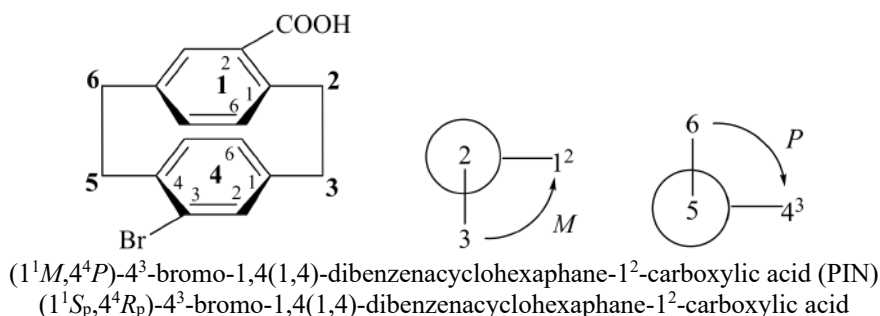 COOH
6 1 2 1 2
6
5 4 6 3
4 3 2 1
Br
2 1²
3 M
6 P
5 4³
(1¹M,4⁴P)-4³-bromo-1,4(1,4)-dibenzenacyclohexaphane-1²-carboxylic acid (PIN)
(1¹Sₚ,4⁴Rₚ)-4³-bromo-1,4(1,4)-dibenzenacyclohexaphane-1²-carboxylic acid